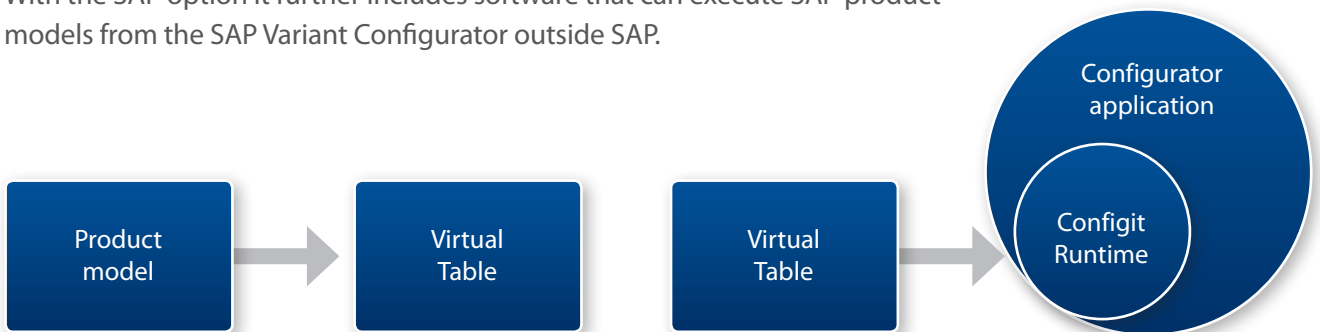 With the SAP option it further includes software that can execute SAP product
models from the SAP Variant Configurator outside SAP.
Configurator
application
Product
model
Virtual
Table
Virtual
Table
Configit
Runtime